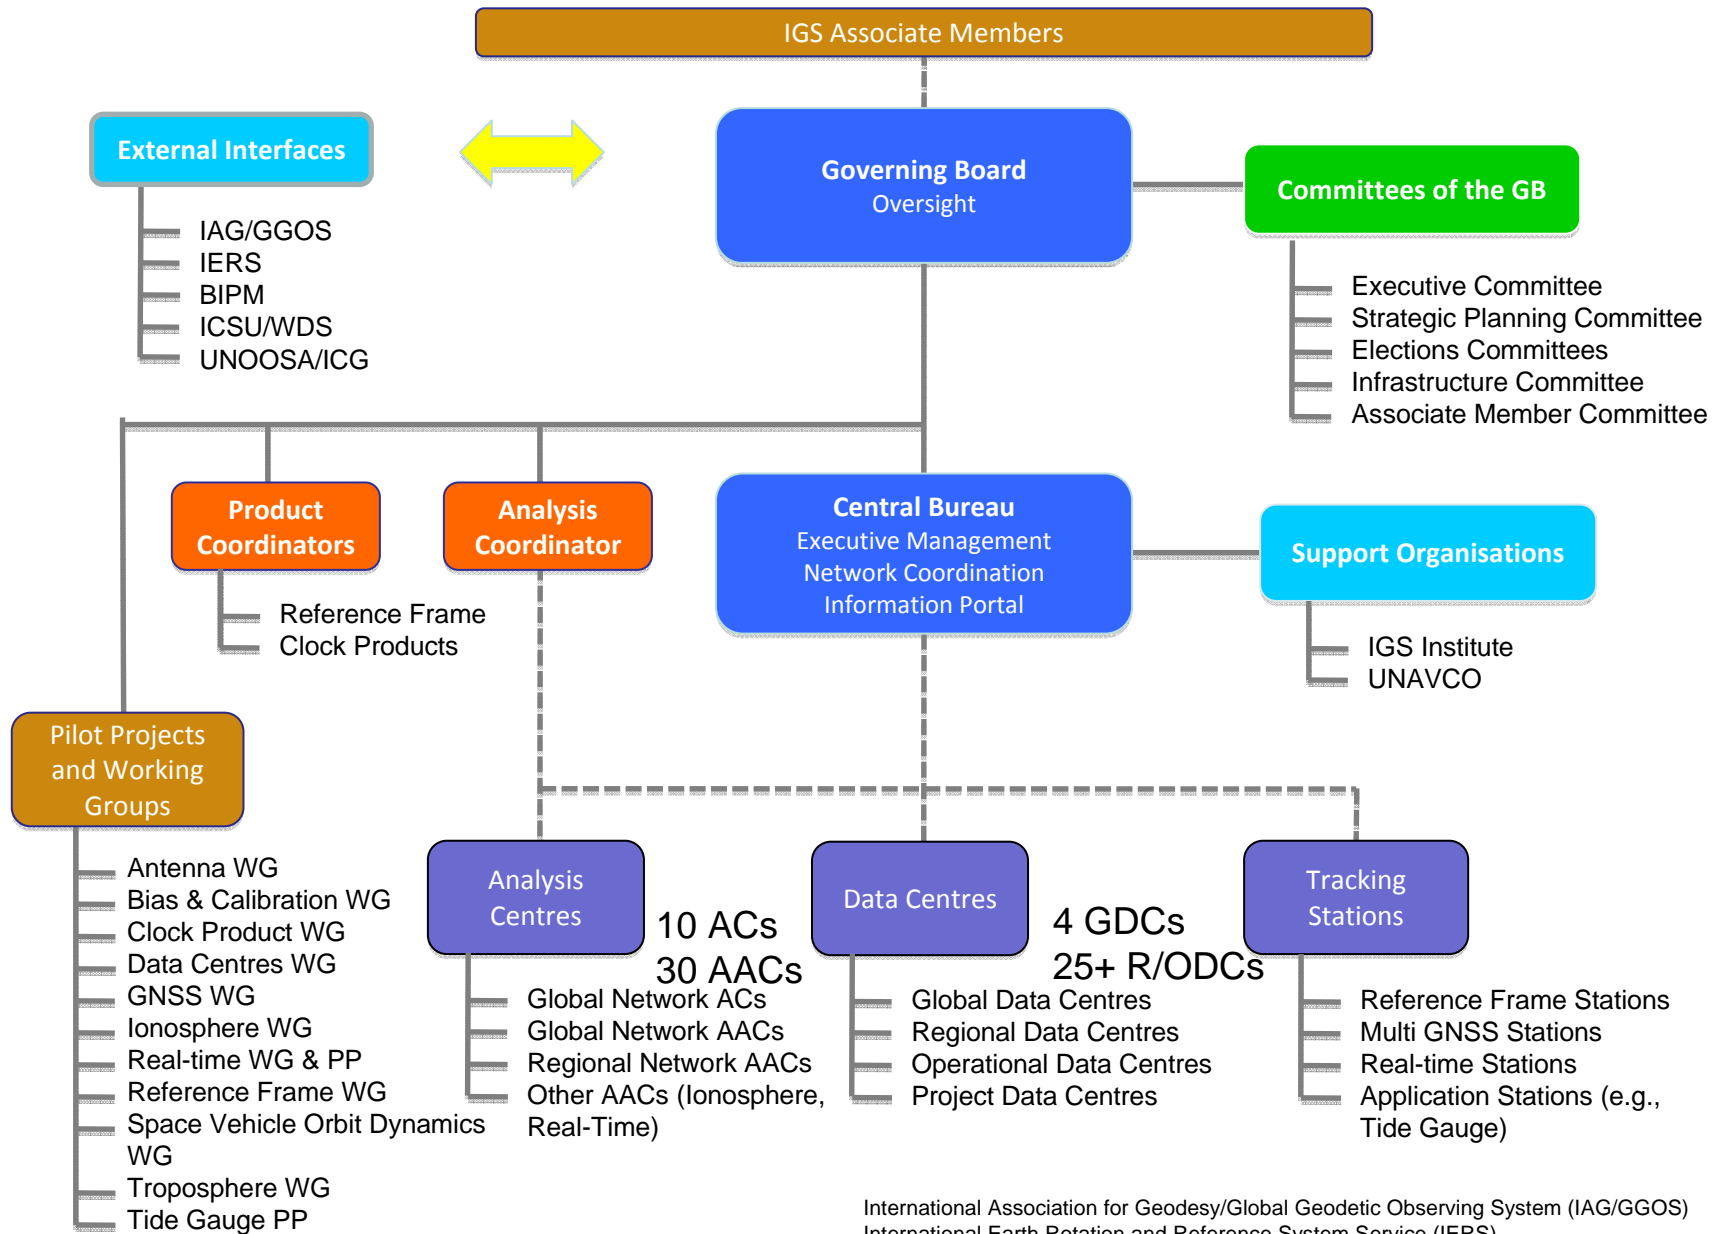 IGS Associate Members
External Interfaces
IAG/GGOS
IERS
BIPM
ICSU/WDS
UNOOSA/ICG
Governing Board
Oversight
Committees of the GB
Executive Committee
Strategic Planning Committee
Elections Committees
Infrastructure Committee
Associate Member Committee
Product
Coordinators
Reference Frame
Clock Products
Analysis
Coordinator
Central Bureau
Executive Management
Network Coordination
Information Portal
Support Organisations
IGS Institute
UNAVCO
Pilot Projects
and Working
Groups
Antenna WG
Bias & Calibration WG
Clock Product WG
Data Centres WG
GNSS WG
Ionosphere WG
Real-time WG & PP
Reference Frame WG
Space Vehicle Orbit Dynamics
WG
Troposphere WG
Tide Gauge PP
Analysis
Centres
10 ACs
30 AACs
Global Network ACs
Global Network AACs
Regional Network AACs
Other AACs (Ionosphere,
Real-Time)
Data Centres
4 GDCs
25+ R/ODCs
Global Data Centres
Regional Data Centres
Operational Data Centres
Project Data Centres
Tracking
Stations
Reference Frame Stations
Multi GNSS Stations
Real-time Stations
Application Stations (e.g.,
Tide Gauge)
International Association for Geodesy/Global Geodetic Observing System (IAG/GGOS)
International Earth Rotation and Reference System Service (IERS)